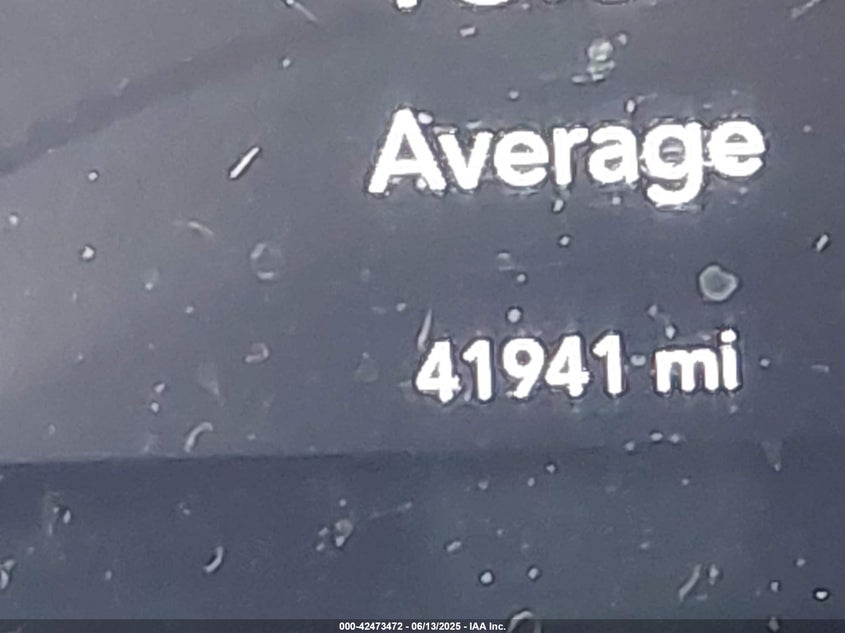 Average
41941 mi
000-42473472 - 06/13/2025 - IAA Inc.